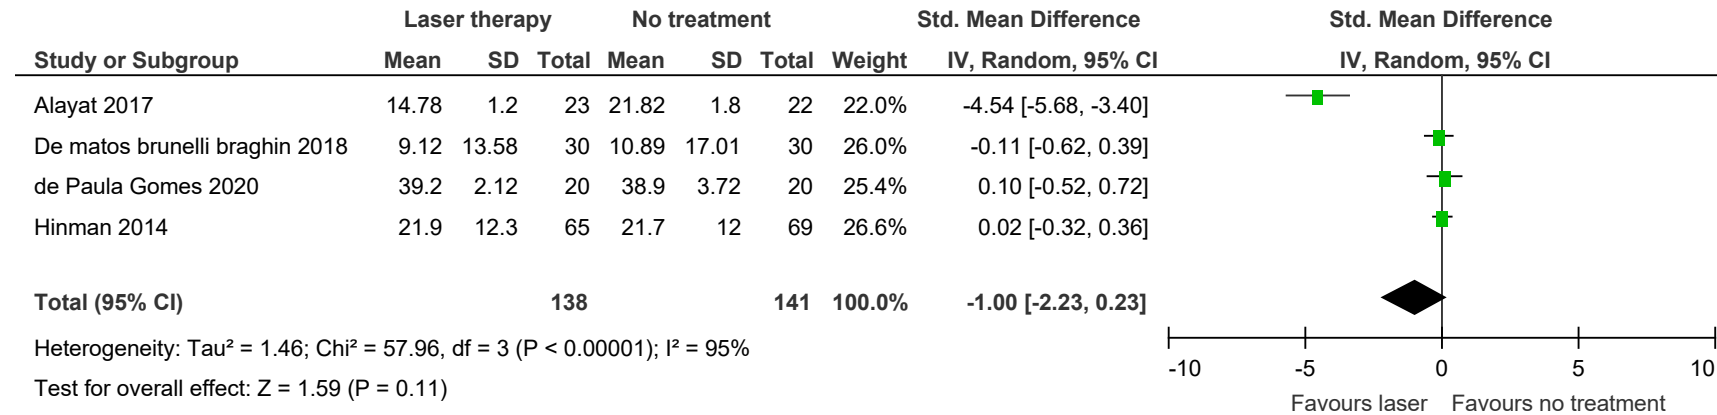 Laser therapy No treatment Std. Mean Difference Std. Mean Difference
Study or Subgroup Mean SD Total Mean SD Total Weight IV, Random, 95% CI IV, Random, 95% CI
Alayat 2017 14.78 1.2 23 21.82 1.8 22 22.0% -4.54 [-5.68, -3.40]
De matos brunelli braghin 2018 9.12 13.58 30 10.89 17.01 30 26.0% -0.11 [-0.62, 0.39]
de Paula Gomes 2020 39.2 2.12 20 38.9 3.72 20 25.4% 0.10 [-0.52, 0.72]
Hinman 2014 21.9 12.3 65 21.7 12 69 26.6% 0.02 [-0.32, 0.36]
Total (95% CI) 138 141 100.0% -1.00 [-2.23, 0.23]
Heterogeneity: Tau² = 1.46; Chi² = 57.96, df = 3 (P < 0.00001); I² = 95%
Test for overall effect: Z = 1.59 (P = 0.11)
-10 -5 0 5 10
Favours laser Favours no treatment